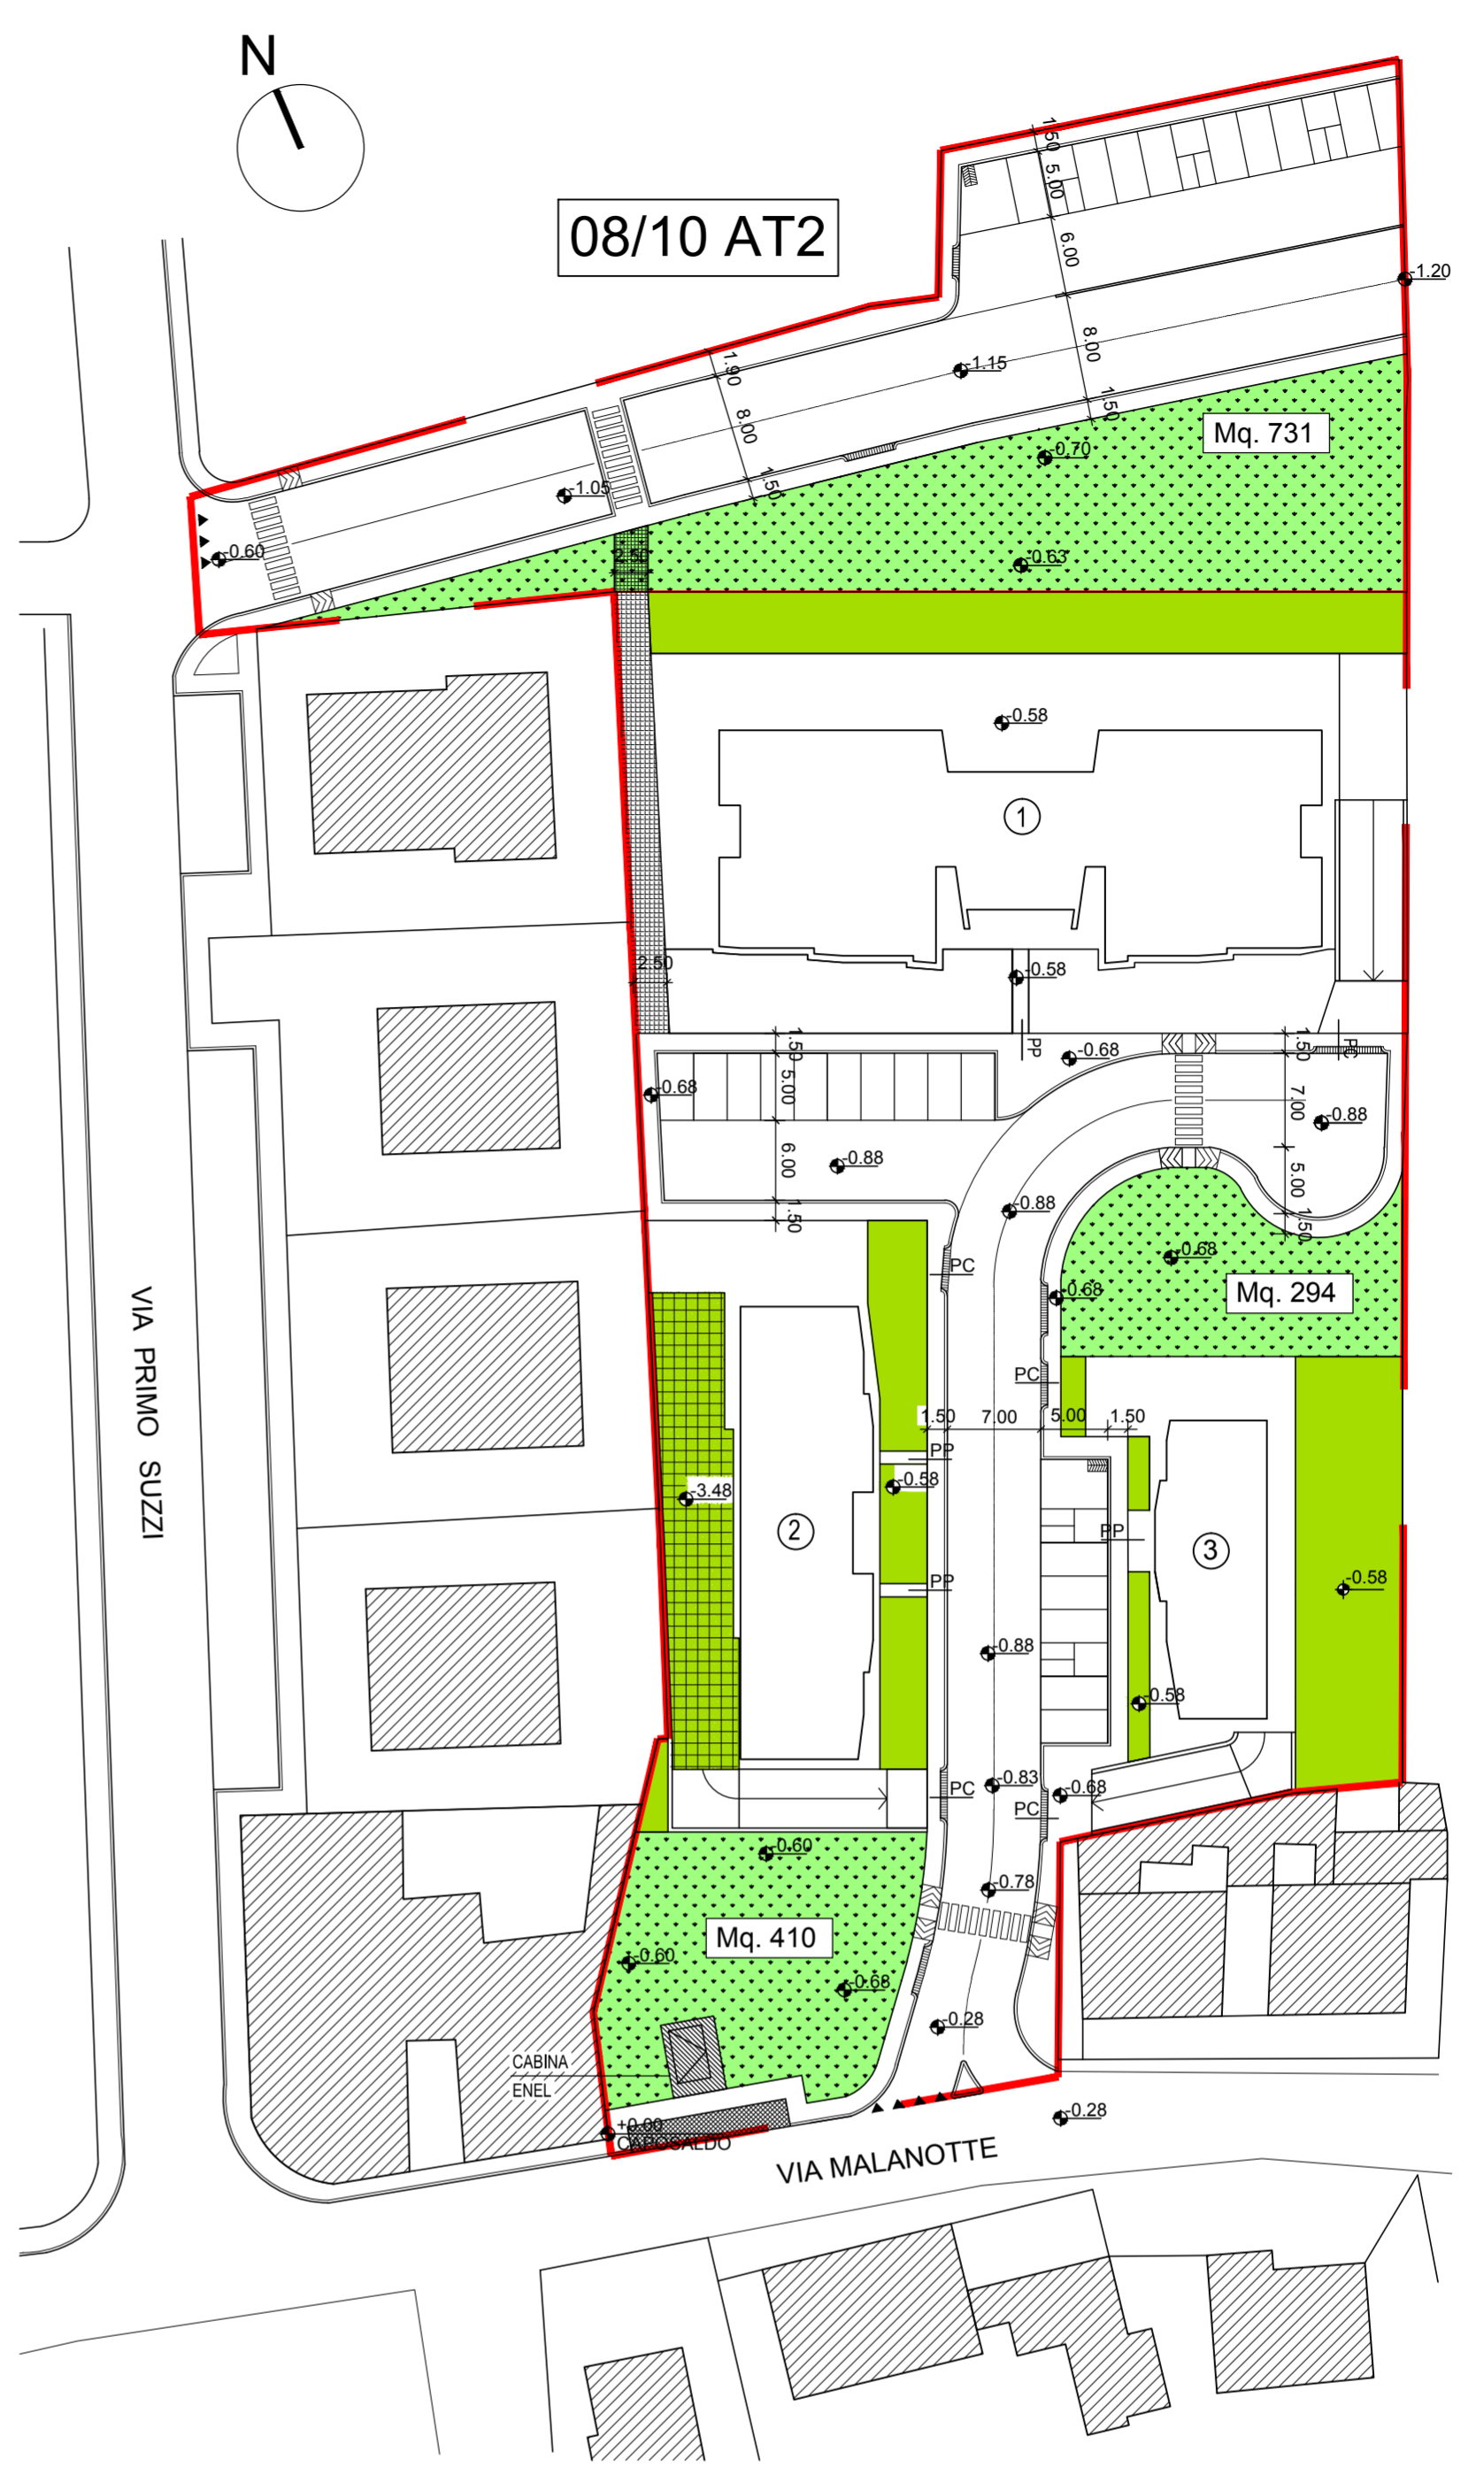 N
08/10 AT2
1.50
5.00
6.00
-1.20
8.00
1.90
-1.15
8.00
1.50
Mq. 731
-0.70
1.50
-1.05
-0.60
2.50
-0.63
-0.58
1
2.50
-0.58
PP
PC
1.50
-0.68
1.50
5.00
-0.68
7.00
-0.88
6.00
-0.88
5.00
1.50
-0.88
1.50
-0.68
PC
-0.68
Mq. 294
VIA PRIMO SUZZI
PC
1.50
7.00
5.00
1.50
PP
-3.48
-0.58
2
PP
3
PP
-0.58
-0.88
-0.58
-0.83
PC
-0.68
PC
-0.60
-0.78
Mq. 410
-0.60
-0.68
-0.28
CABINA
ENEL
-0.28
+0.00
CAPOSALDO
VIA MALANOTTE